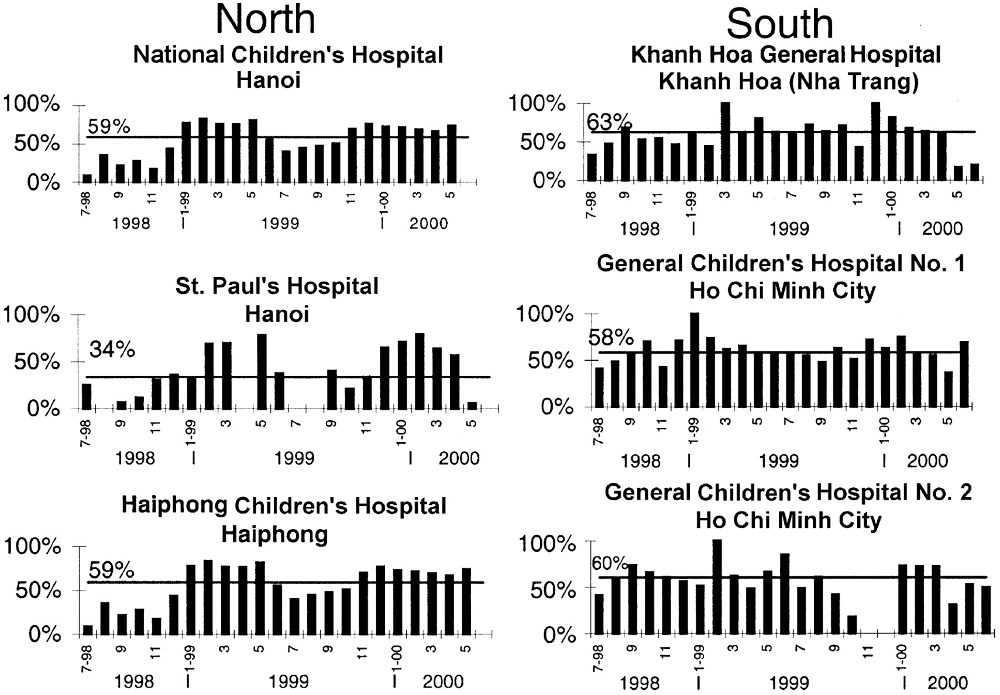 North
National Children's Hospital
Hanoi
100%
59%
50%
0%
7-98 9 11 1-99 3 5 7 9 11 1-00 3 5
1998 1999 2000
St. Paul's Hospital
Hanoi
100%
34%
50%
0%
7-98 9 11 1-99 3 5 7 9 11 1-00 3 5
1998 1999 2000
Haiphong Children's Hospital
Haiphong
100%
59%
50%
0%
7-98 9 11 1-99 3 5 7 9 11 1-00 3 5
1998 1999 2000
South
Khanh Hoa General Hospital
Khanh Hoa (Nha Trang)
100%
63%
50%
0%
7-98 9 11 1-99 3 5 7 9 11 1-00 3 5
1998 1999 2000
General Children's Hospital No. 1
Ho Chi Minh City
100%
58%
50%
0%
7-98 9 11 1-99 3 5 7 9 11 1-00 3 5
1998 1999 2000
General Children's Hospital No. 2
Ho Chi Minh City
100%
60%
50%
0%
7-98 9 11 1-99 3 5 7 9 11 1-00 3 5
1998 1999 2000